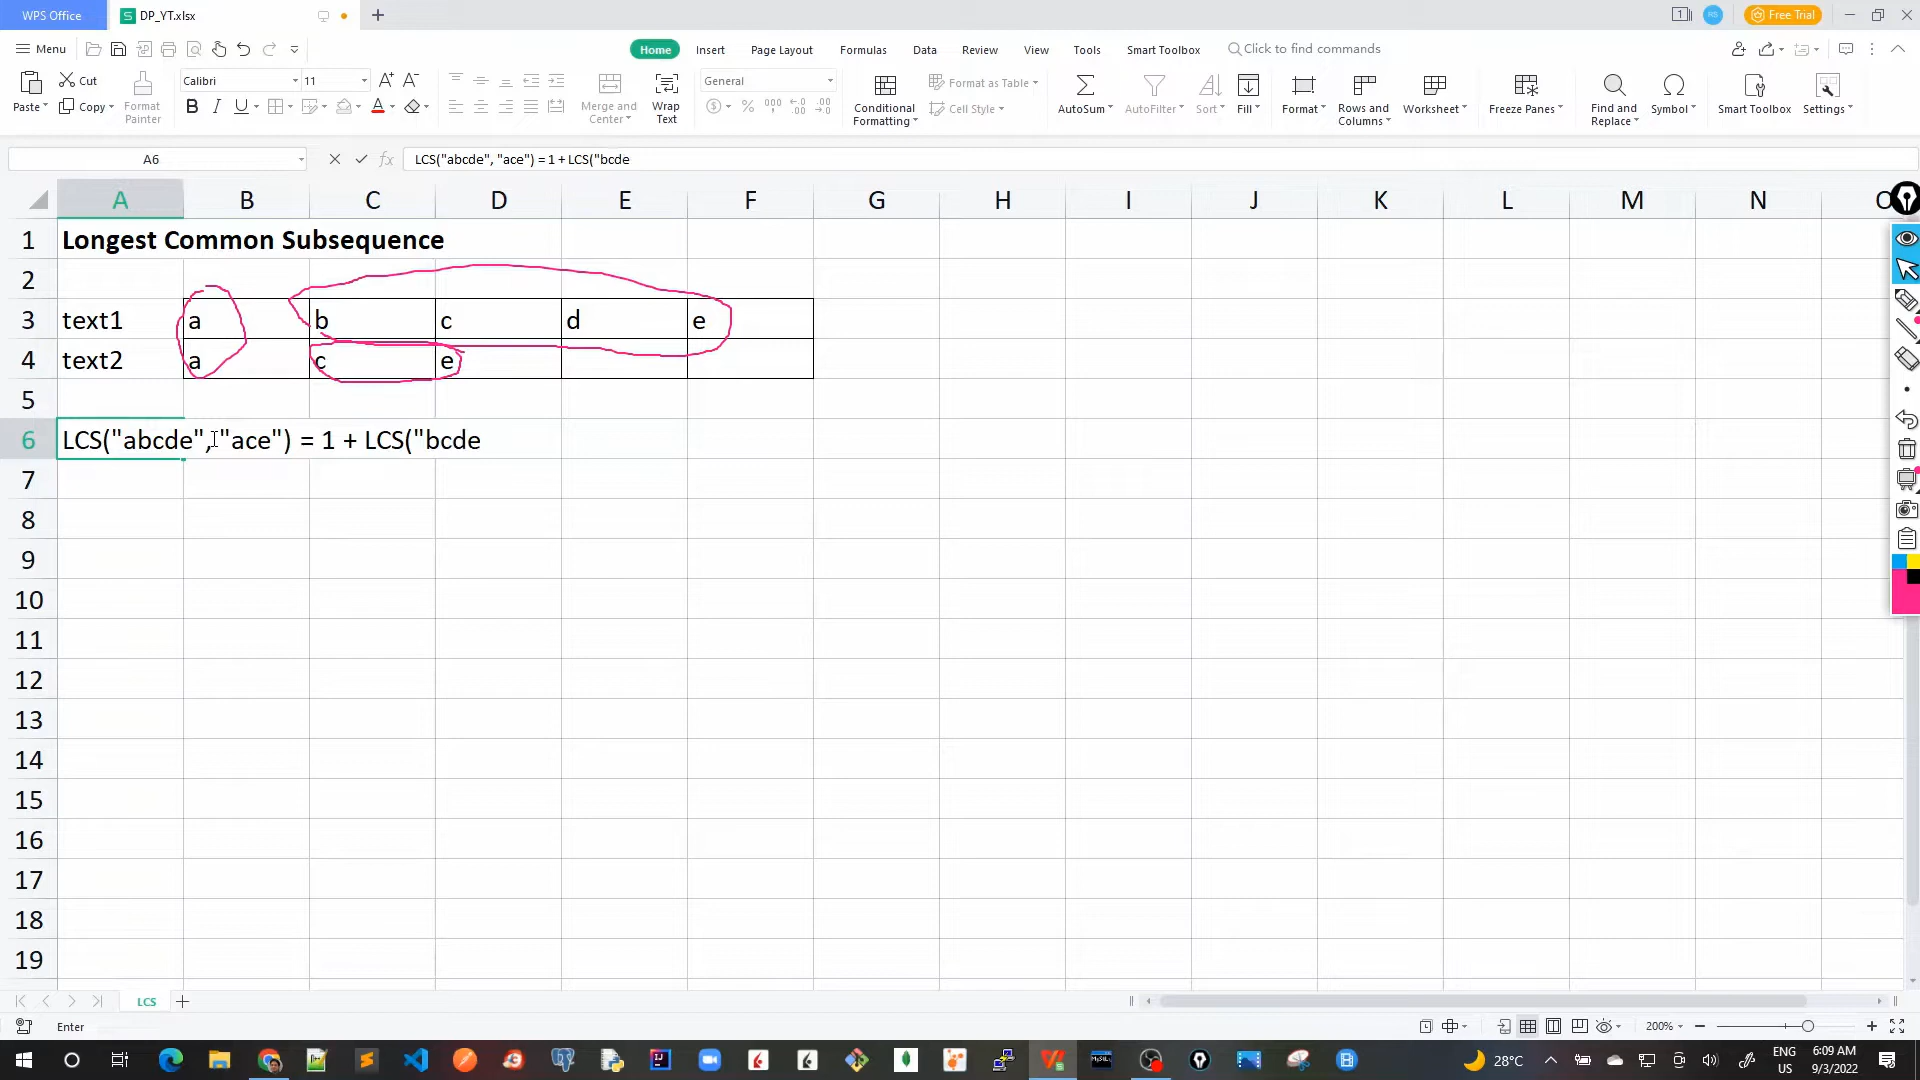 WPS Office
DP_YT.xlsx
RS
Free Trial
Menu
Home
Insert
Page Layout
Formulas
Data
Review
View
Tools
Smart Toolbox
Click to find commands
Paste
Cut
Copy
Format Painter
Calibri
11
Merge and Center
Wrap Text
General
Conditional Formatting
Format as Table
Cell Style
AutoSum
AutoFilter
Sort
Fill
Format
Rows and Columns
Worksheet
Freeze Panes
Find and Replace
Symbol
Smart Toolbox
Settings
A6
LCS("abcde", "ace") = 1 + LCS("bcde
A B C D E F G H I J K L M N O
1 Longest Common Subsequence
2
3 text1 a b c d e
4 text2 a c e
5
6 LCS("abcde", "ace") = 1 + LCS("bcde
7
8
9
10
11
12
13
14
15
16
17
18
19
LCS
Enter
200%
28°C
ENG
US
6:09 AM
9/3/2022